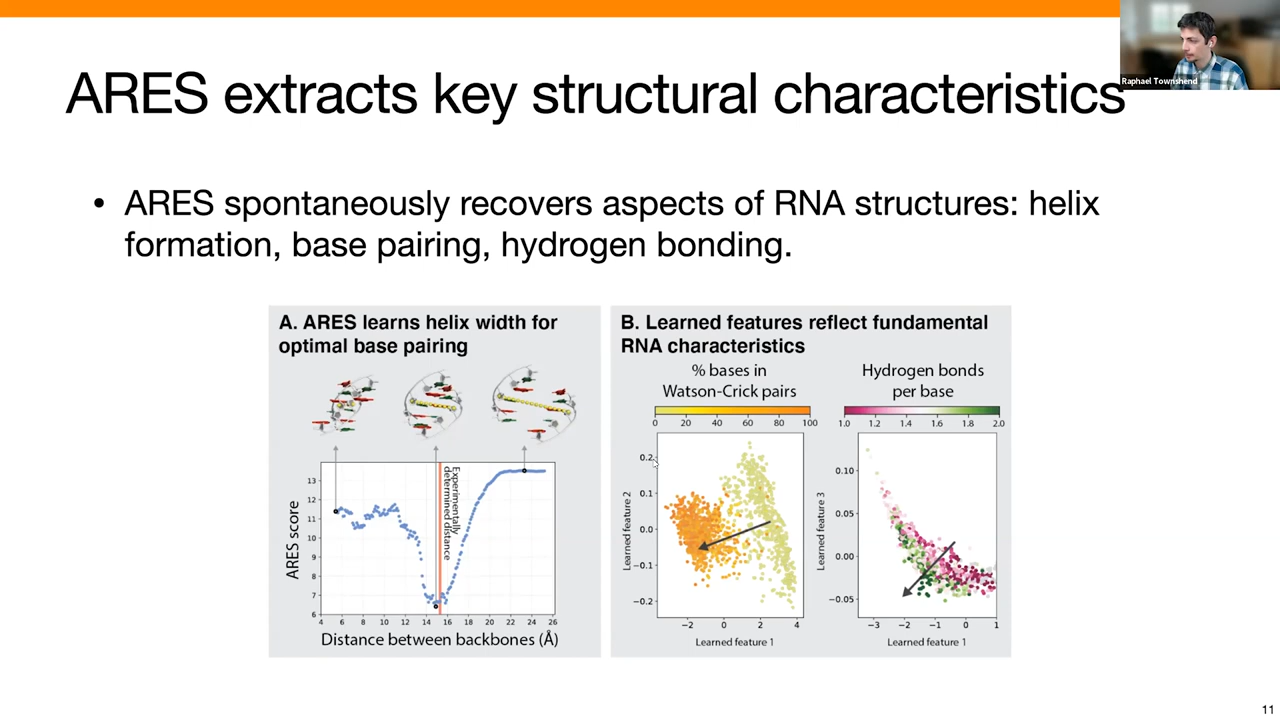 Raphael Townshend
ARES extracts key structural characteristics
• ARES spontaneously recovers aspects of RNA structures: helix
formation, base pairing, hydrogen bonding.
A. ARES learns helix width for
optimal base pairing
Experimentally
determined distance
ARES score
13
12
11
10
9
8
7
6
4 6 8 10 12 14 16 18 20 22 24 26
Distance between backbones (Å)
B. Learned features reflect fundamental
RNA characteristics
% bases in
Watson-Crick pairs
0 20 40 60 80 100
Learned feature 2
0.2
0.1
0.0
−0.1
−0.2
−2 0 2 4
Learned feature 1
Hydrogen bonds
per base
1.0 1.2 1.4 1.6 1.8 2.0
Learned feature 3
0.10
0.05
0.00
−0.05
−3 −2 −1 0 1
Learned feature 1
11